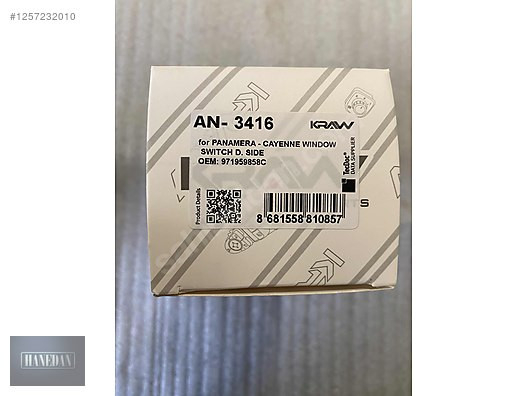 #1257232010
AN- 3416
KRAW
for PANAMERA - CAYENNE WINDOW
SWITCH D. SIDE
OEM: 971959858C
TecDoc
DATA SUPPLIER
Product Details
8 681558 810857
HANEDAN